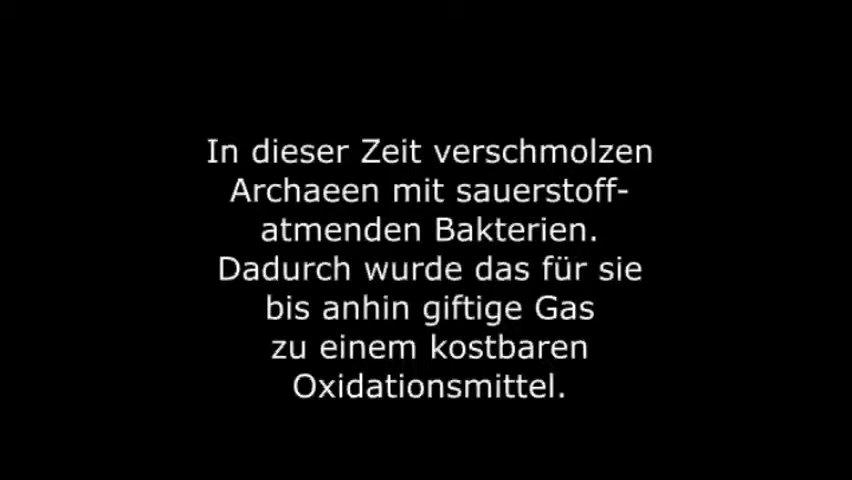 In dieser Zeit verschmolzen
Archaeen mit sauerstoff-
atmenden Bakterien.
Dadurch wurde das für sie
bis anhin giftige Gas
zu einem kostbaren
Oxidationsmittel.